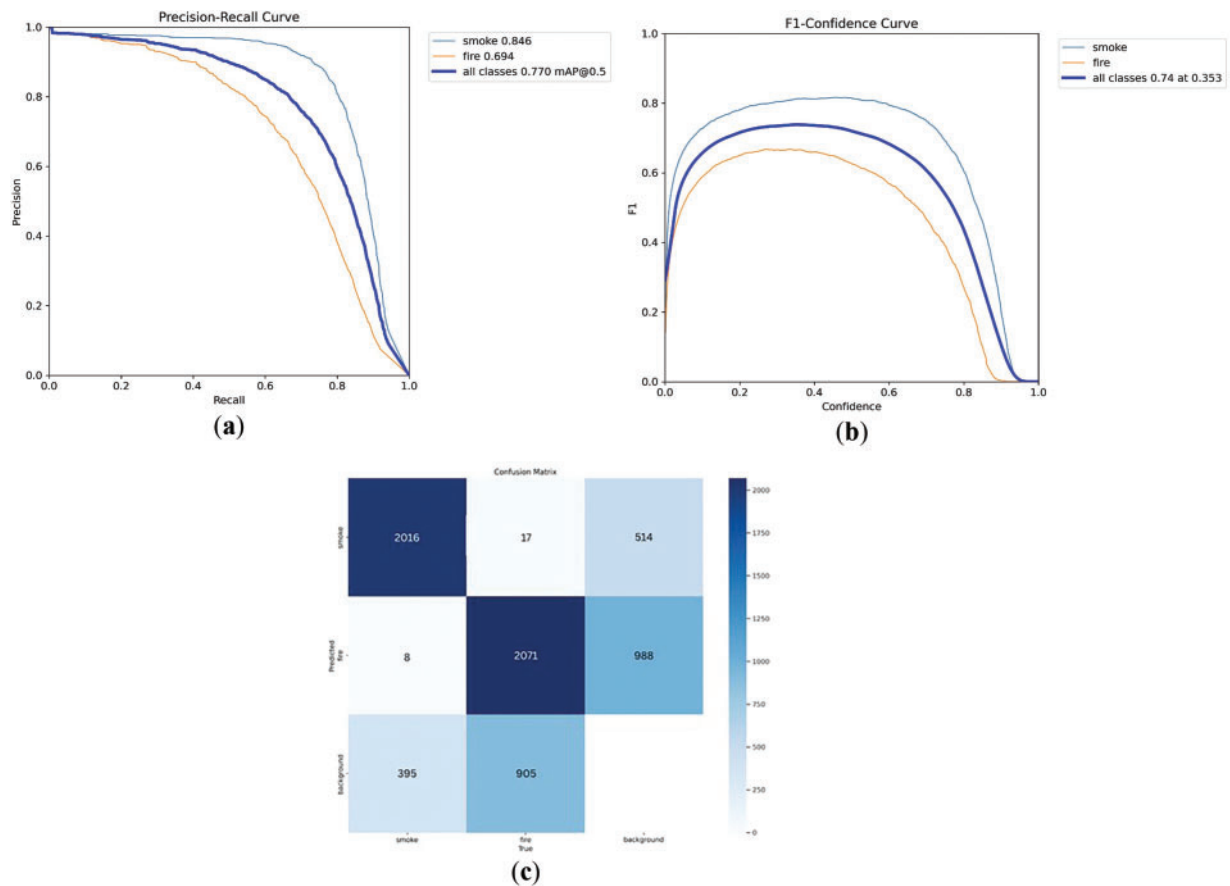 Precision-Recall Curve
smoke 0.846
fire 0.694
all classes 0.770 mAP@0.5
1.0
0.8
0.6
0.4
0.2
0.0
Precision
0.0 0.2 0.4 0.6 0.8 1.0
Recall
(a)
F1-Confidence Curve
smoke
fire
all classes 0.74 at 0.353
1.0
0.8
0.6
0.4
0.2
0.0
F1
0.0 0.2 0.4 0.6 0.8 1.0
Confidence
(b)
Confusion Matrix
smoke
2016 17 514
Predicted
fire
8 2071 988
background
395 905
smoke fire background
True
2000
1750
1500
1250
1000
750
500
250
0
(c)